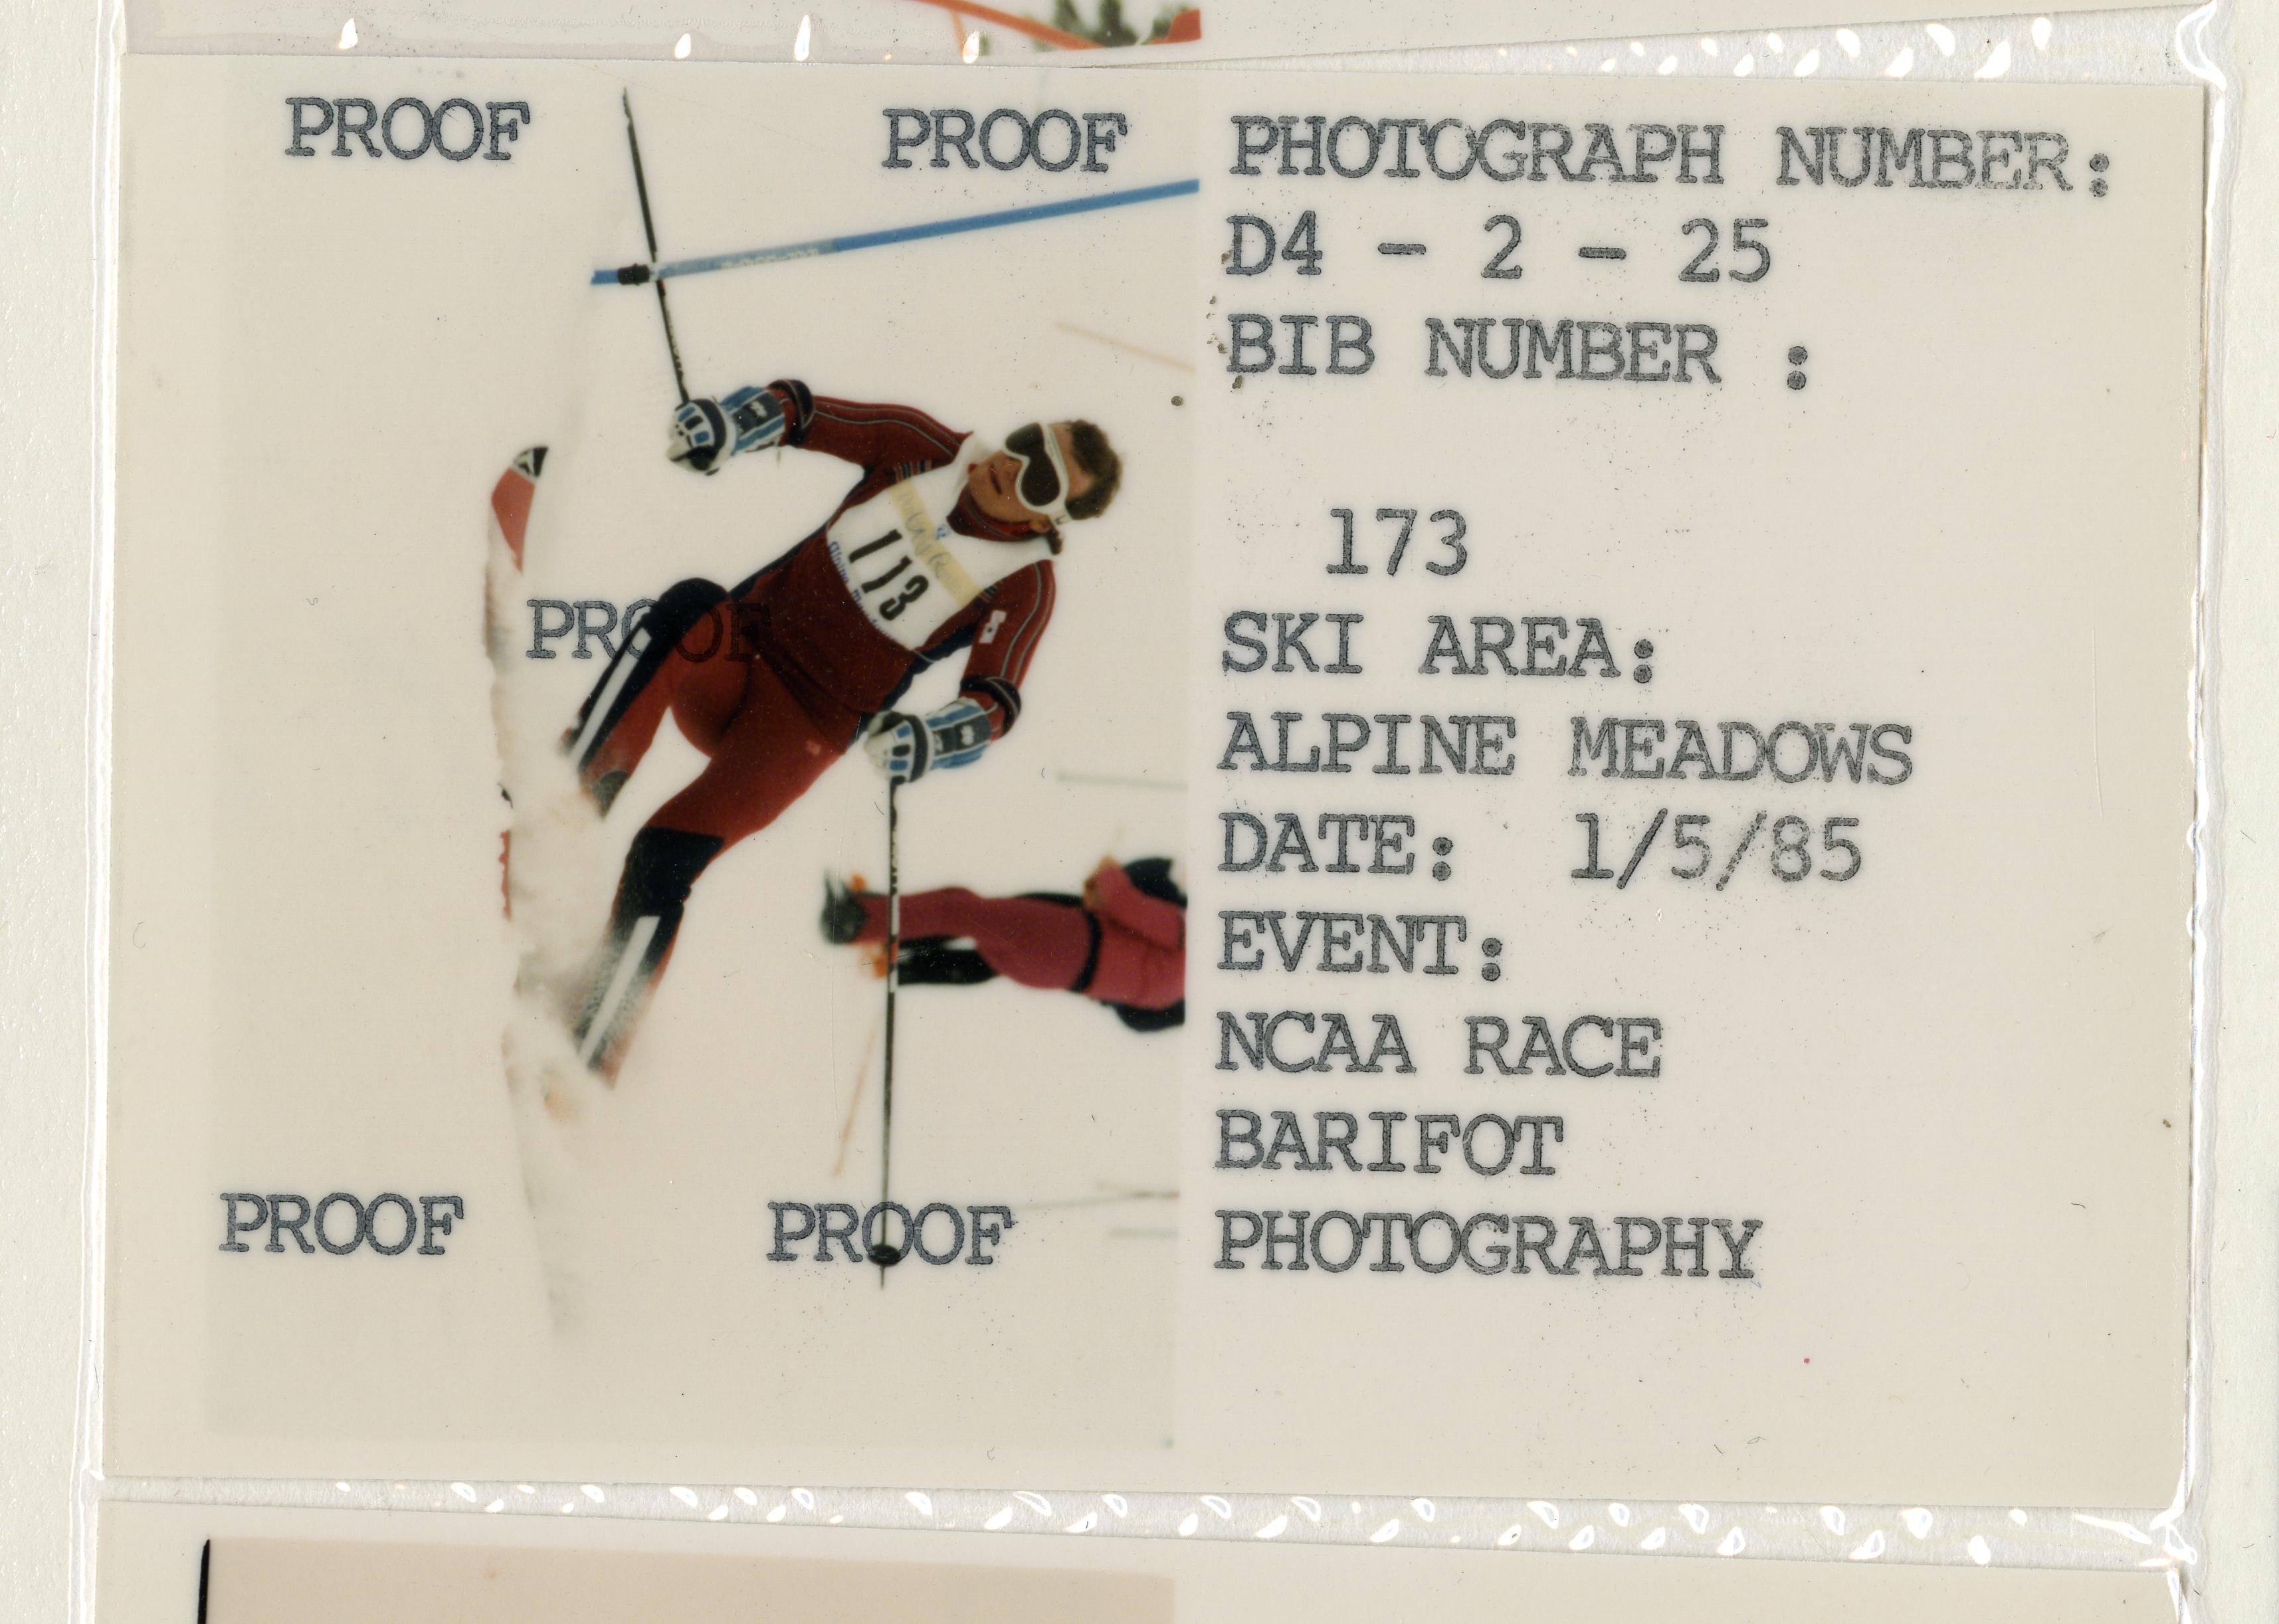 PROOF
PROOF
PHOTOGRAPH NUMBER:
D4 - 2 - 25
BIB NUMBER :
173
SKI AREA:
ALPINE MEADOWS
DATE: 1/5/85
EVENT:
NCAA RACE
BARIFOT
PHOTOGRAPHY
173
PROOF
PROOF
PROOF